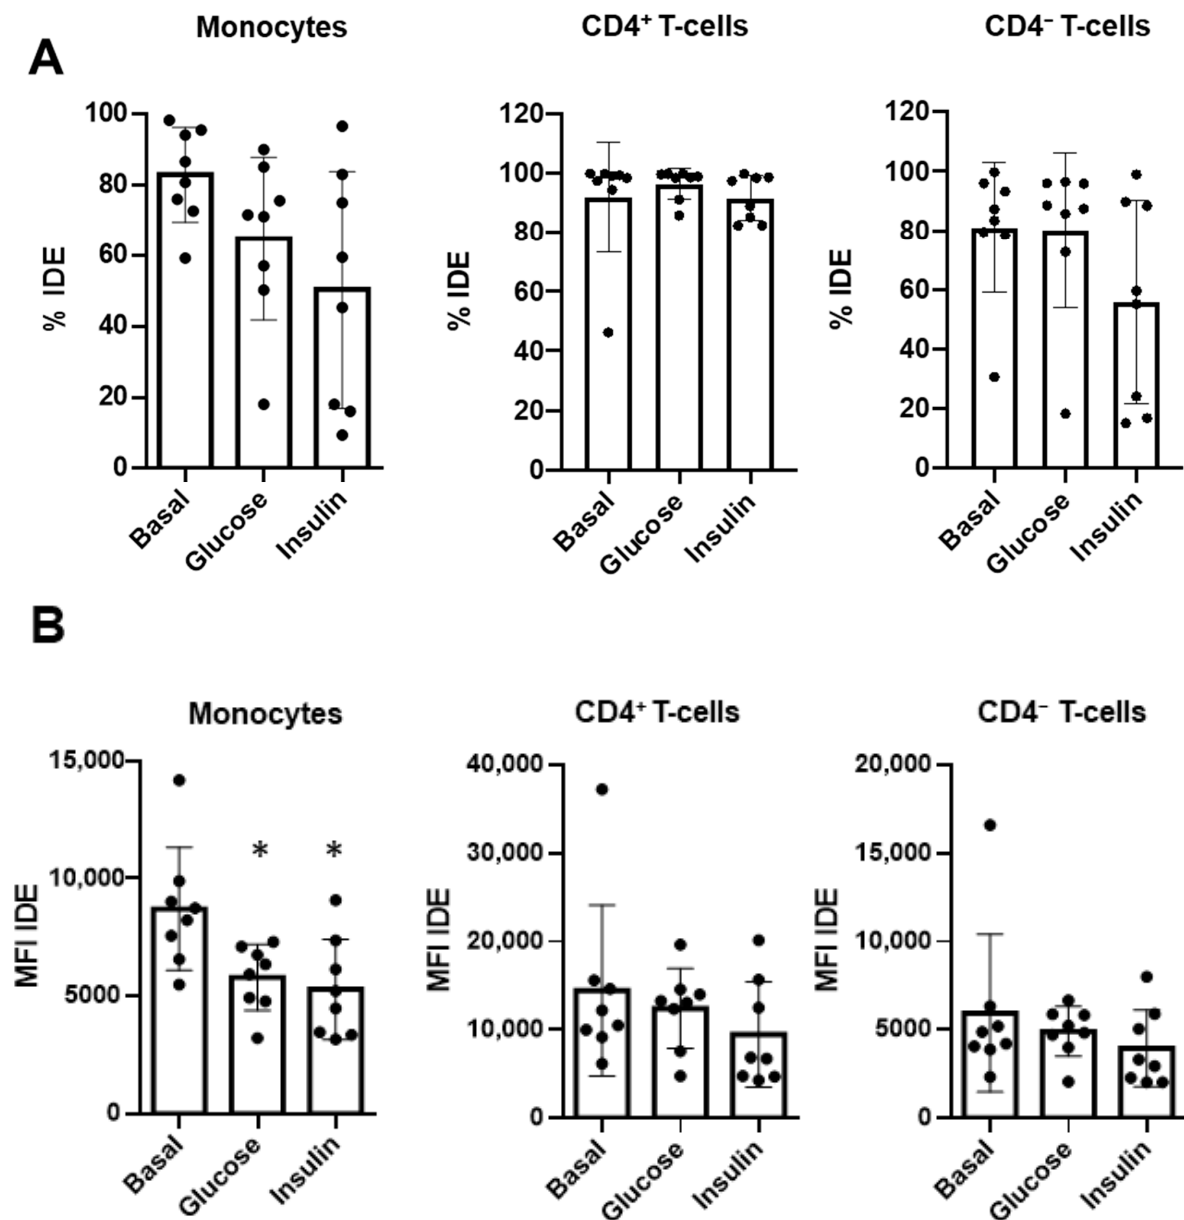 Monocytes
CD4⁺ T-cells
CD4⁻ T-cells
A
% IDE
100
80
60
40
20
0
Basal
Glucose
Insulin
% IDE
120
100
80
60
40
20
0
Basal
Glucose
Insulin
% IDE
120
100
80
60
40
20
0
Basal
Glucose
Insulin
B
Monocytes
CD4⁺ T-cells
CD4⁻ T-cells
MFI IDE
15,000
10,000
5000
0
*
*
Basal
Glucose
Insulin
MFI IDE
40,000
30,000
20,000
10,000
0
Basal
Glucose
Insulin
MFI IDE
20,000
15,000
10,000
5000
0
Basal
Glucose
Insulin